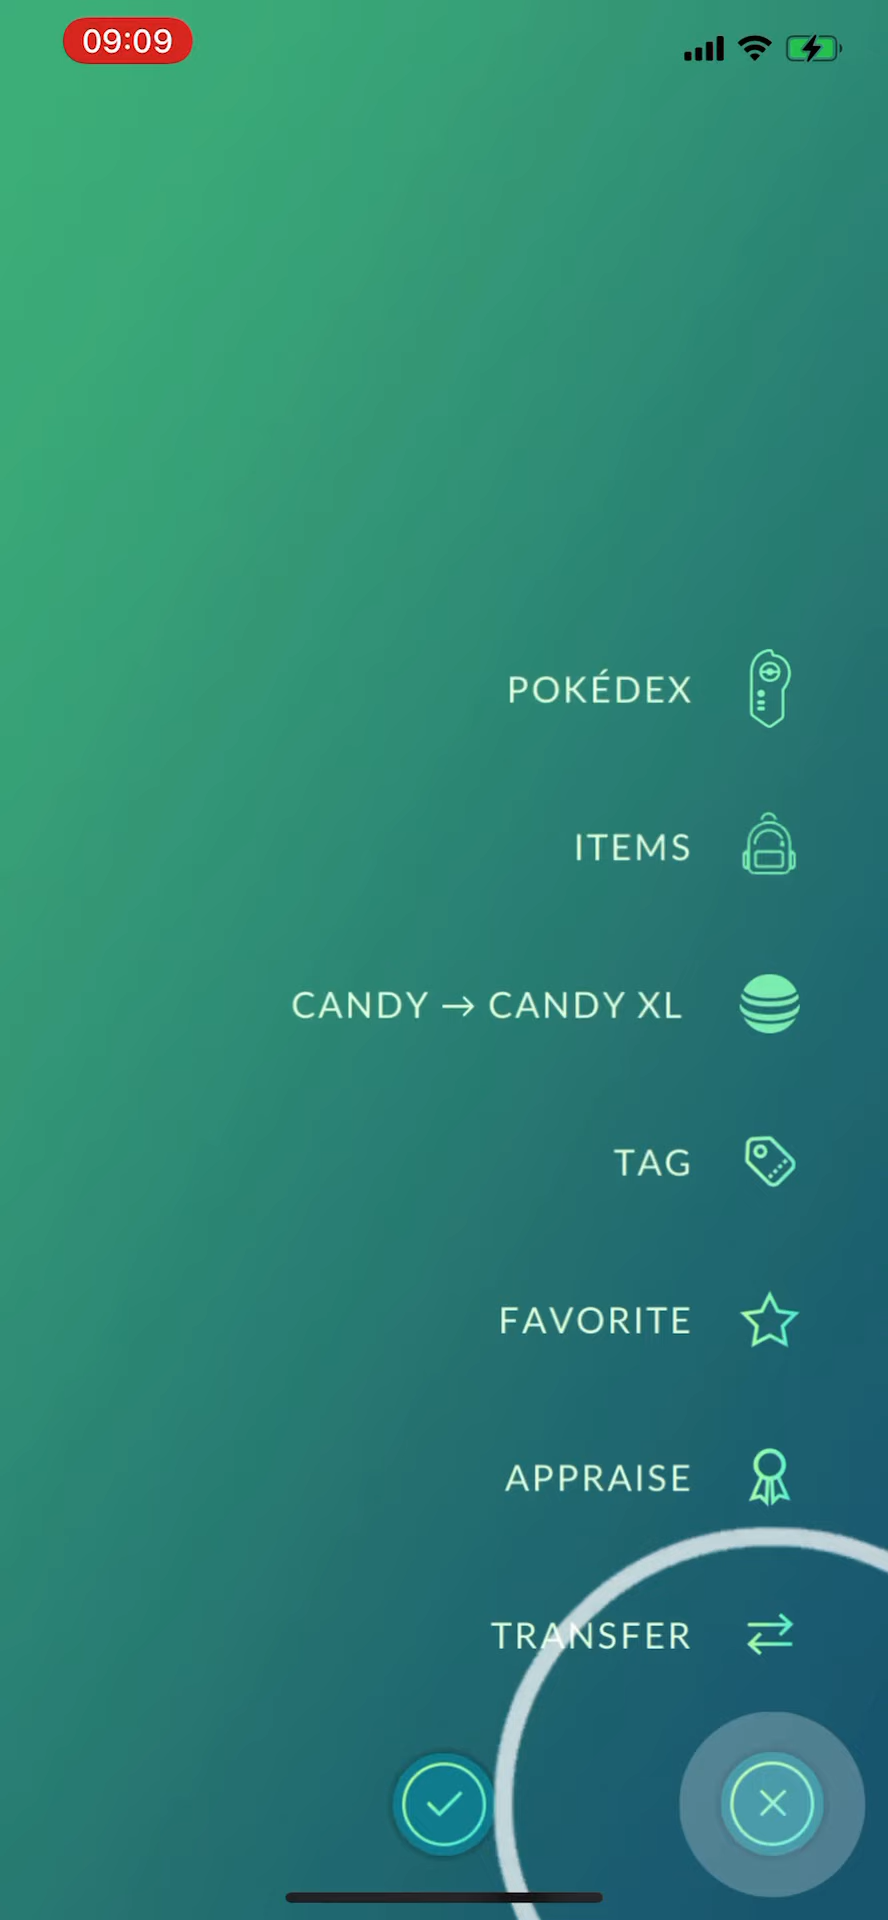 09:09
POKÉDEX
ITEMS
CANDY → CANDY XL
TAG
FAVORITE
APPRAISE
TRANSFER